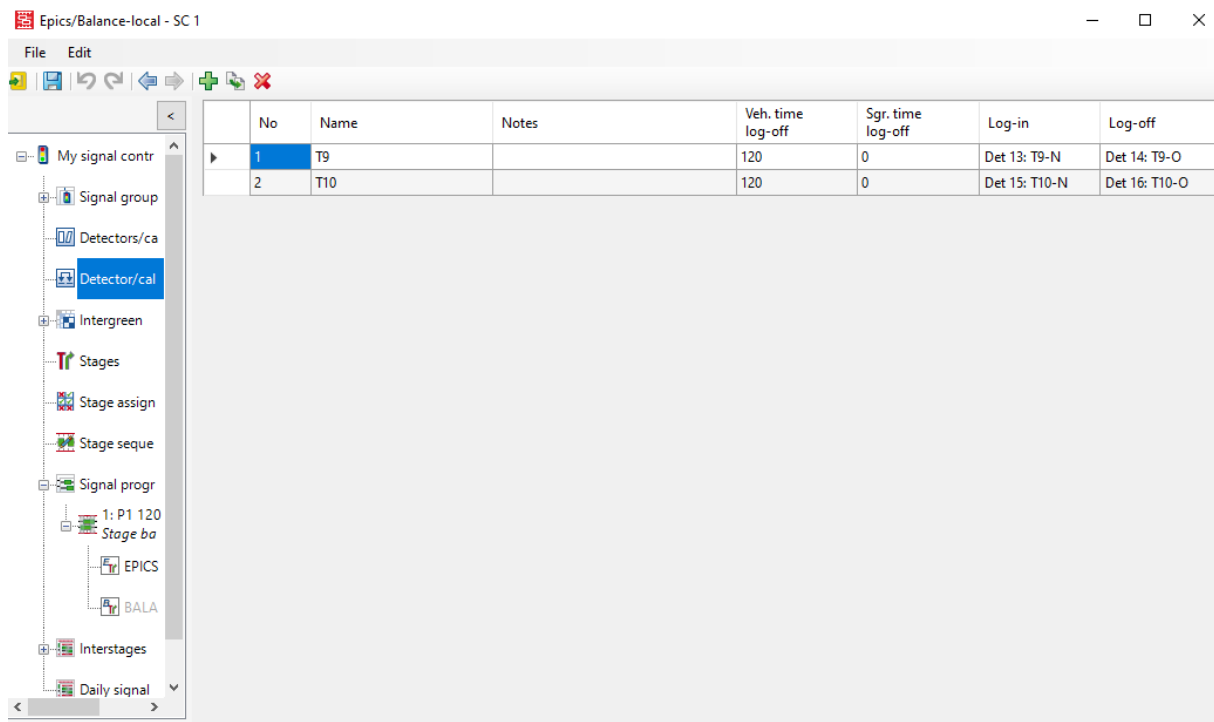 Epics/Balance-local - SC 1
File Edit
<
No Name Notes Veh. time log-off Sgr. time log-off Log-in Log-off
1 T9 120 0 Det 13: T9-N Det 14: T9-O
2 T10 120 0 Det 15: T10-N Det 16: T10-O
My signal contr
Signal group
Detectors/ca
Detector/cal
Intergreen
Stages
Stage assign
Stage seque
Signal progr
1: P1 120
Stage ba
EPICS
BALA
Interstages
Daily signal